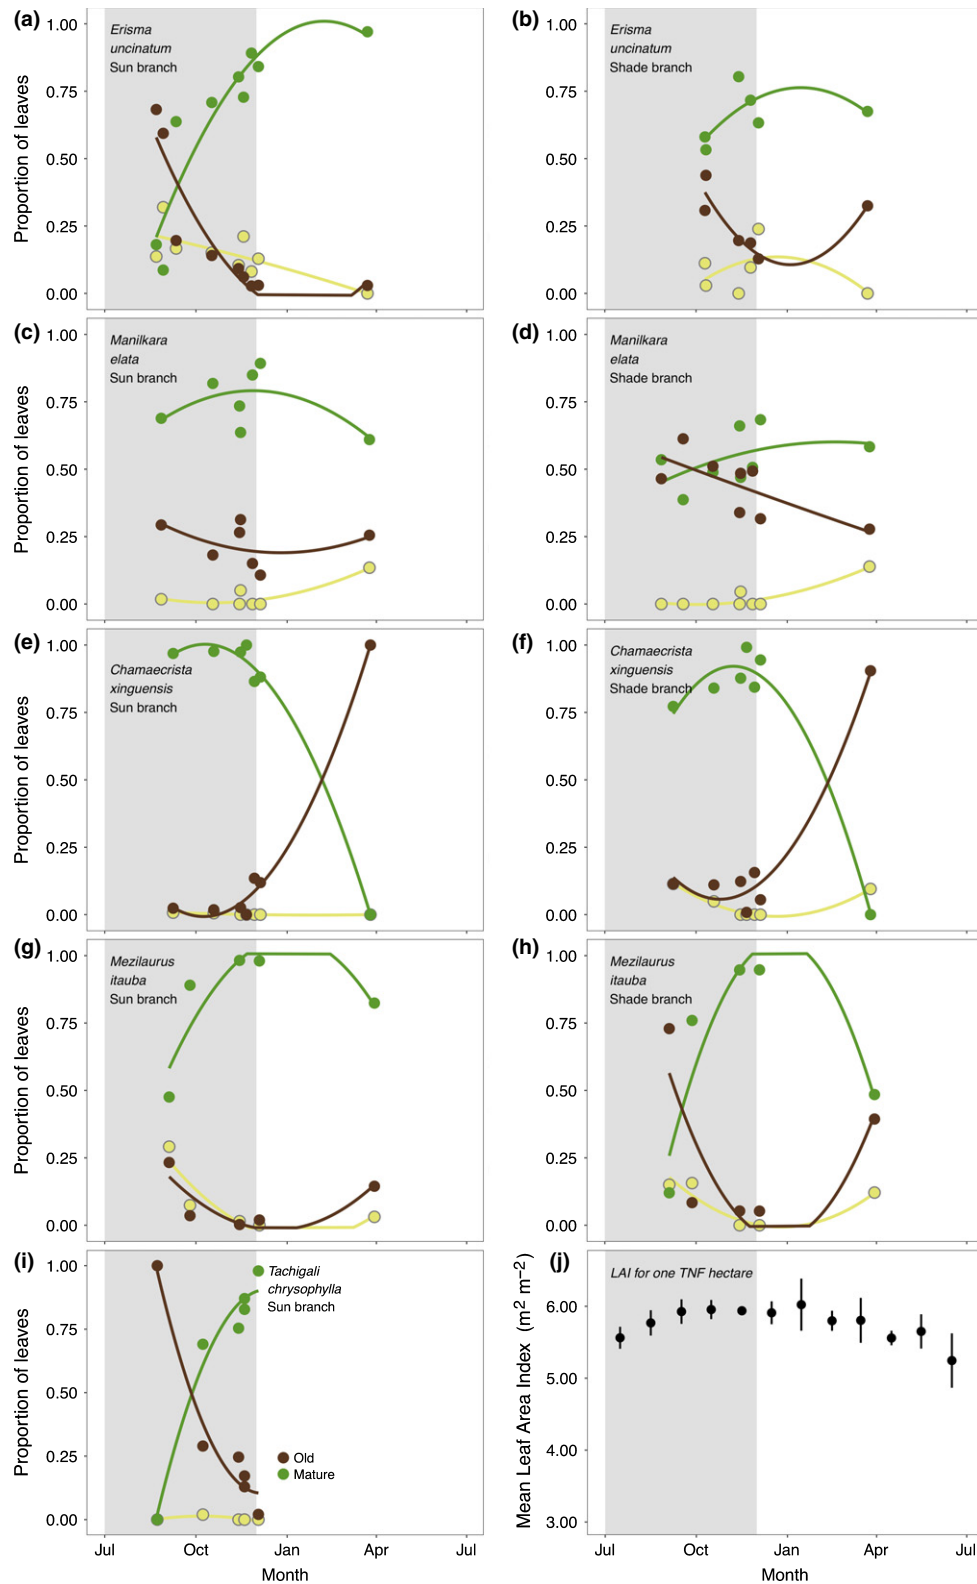 (a)
Erisma
uncinatum
Sun branch
Proportion of leaves
1.00
0.75
0.50
0.25
0.00
(b)
Erisma
uncinatum
Shade branch
1.00
0.75
0.50
0.25
0.00
(c)
Manilkara
elata
Sun branch
Proportion of leaves
1.00
0.75
0.50
0.25
0.00
(d)
Manilkara
elata
Shade branch
1.00
0.75
0.50
0.25
0.00
(e)
Chamaecrista
xinguensis
Sun branch
Proportion of leaves
1.00
0.75
0.50
0.25
0.00
(f)
Chamaecrista
xinguensis
Shade branch
1.00
0.75
0.50
0.25
0.00
(g)
Mezilaurus
itauba
Sun branch
Proportion of leaves
1.00
0.75
0.50
0.25
0.00
(h)
Mezilaurus
itauba
Shade branch
1.00
0.75
0.50
0.25
0.00
(i)
Tachigali
chrysophylla
Sun branch
Proportion of leaves
1.00
0.75
0.50
0.25
0.00
Old
Mature
Jul Oct Jan Apr Jul
Month
(j)
LAI for one TNF hectare
Mean Leaf Area Index (m² m⁻²)
6.00
5.00
4.00
3.00
Jul Oct Jan Apr Jul
Month